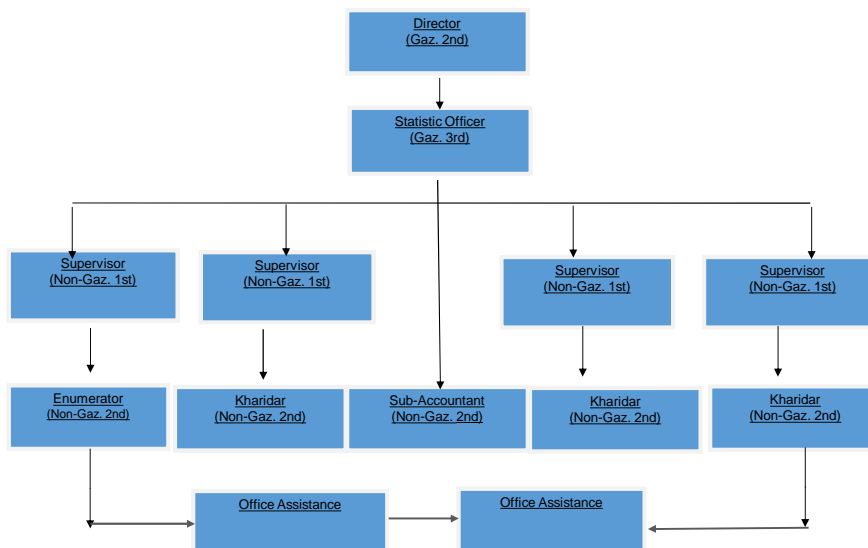 Director
(Gaz. 2nd)
Statistic Officer
(Gaz. 3rd)
Supervisor
(Non-Gaz. 1st)
Supervisor
(Non-Gaz. 1st)
Supervisor
(Non-Gaz. 1st)
Supervisor
(Non-Gaz. 1st)
Enumerator
(Non-Gaz. 2nd)
Kharidar
(Non-Gaz. 2nd)
Sub-Accountant
(Non-Gaz. 2nd)
Kharidar
(Non-Gaz. 2nd)
Kharidar
(Non-Gaz. 2nd)
Office Assistance
Office Assistance